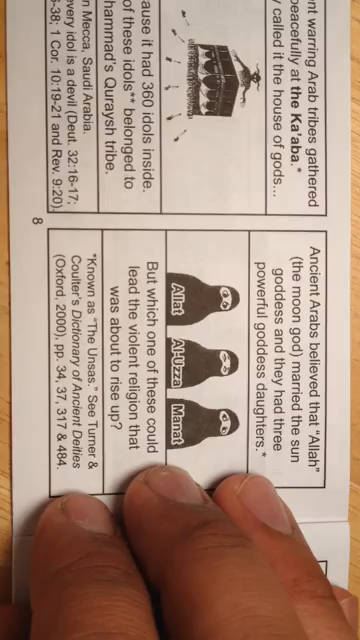 nt warring Arab tribes gathered
peacefully at the Ka'aba.*
y called it the house of gods...
ause it had 360 idols inside.
of these idols** belonged to
hammad's Quraysh tribe.
n Mecca, Saudi Arabia.
every idol is a devil (Deut. 32:16-17;
6-38; 1 Cor. 10:19-21 and Rev. 9:20).
8
Ancient Arabs believed that "Allah"
(the moon god) married the sun
goddess and they had three
powerful goddess daughters.*
Allat
Al-Uzza
Manat
But which one of these could
lead the violent religion that
was about to rise up?
*Known as "The Unsas." See Turner &
Coulter's Dictionary of Ancient Deities
(Oxford, 2000), pp. 34, 37, 317 & 484.